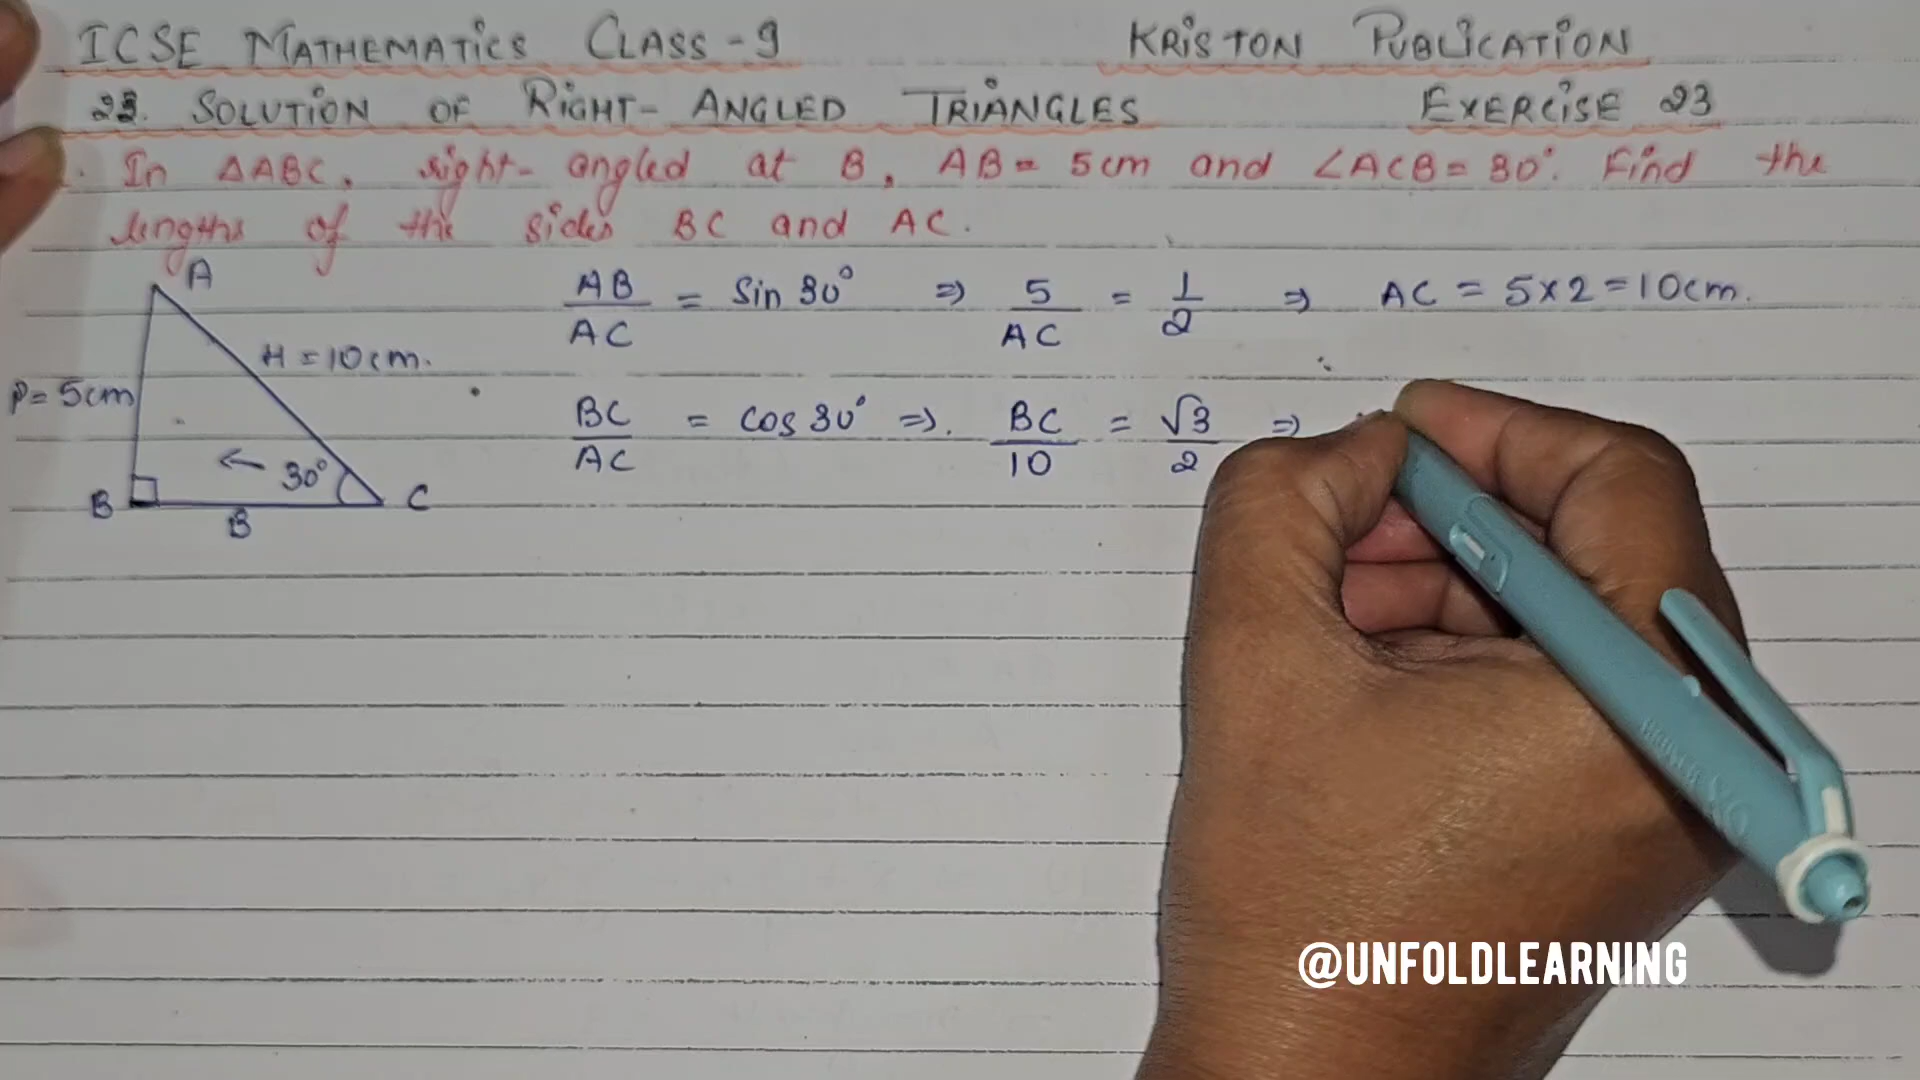 ICSE MATHEMATICS CLASS-9
KRISTON PUBLICATION
23. SOLUTION OF RIGHT-ANGLED TRIANGLES
EXERCISE 23
In ΔABC, right-angled at B, AB = 5cm and ∠ACB = 30°. Find the
lengths of the sides BC and AC.
A
H = 10cm.
P = 5cm
30°
B
C
B
AB/AC = Sin 30° ⇒ 5/AC = 1/2 ⇒ AC = 5×2 = 10cm.
BC/AC = Cos 30° ⇒ BC/10 = √3/2 ⇒
@UNFOLDLEARNING